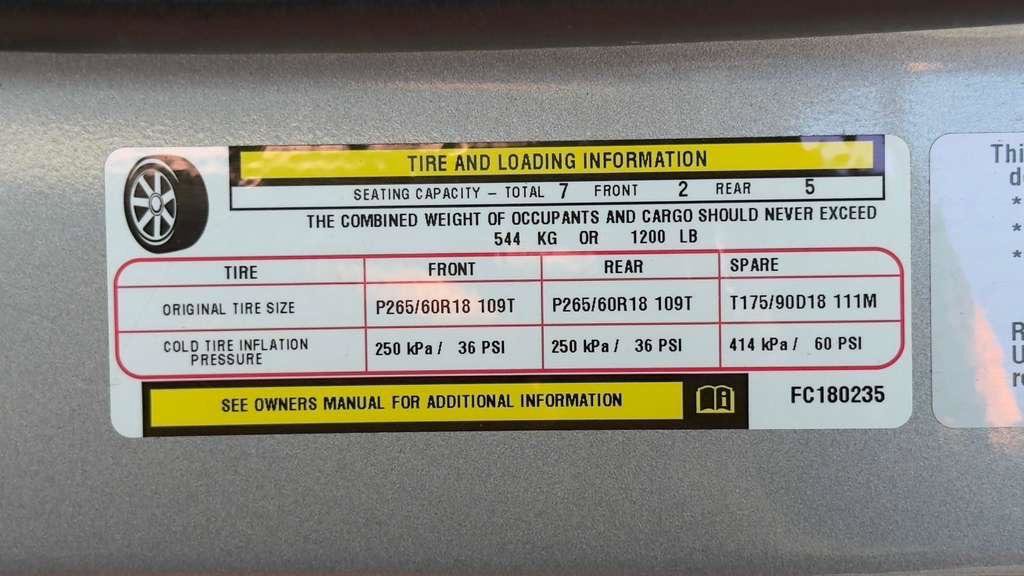 TIRE AND LOADING INFORMATION
SEATING CAPACITY – TOTAL 7 FRONT 2 REAR 5
THE COMBINED WEIGHT OF OCCUPANTS AND CARGO SHOULD NEVER EXCEED
544 KG OR 1200 LB
TIRE FRONT REAR SPARE
ORIGINAL TIRE SIZE P265/60R18 109T P265/60R18 109T T175/90D18 111M
COLD TIRE INFLATION PRESSURE 250 kPa / 36 PSI 250 kPa / 36 PSI 414 kPa / 60 PSI
SEE OWNERS MANUAL FOR ADDITIONAL INFORMATION
FC180235